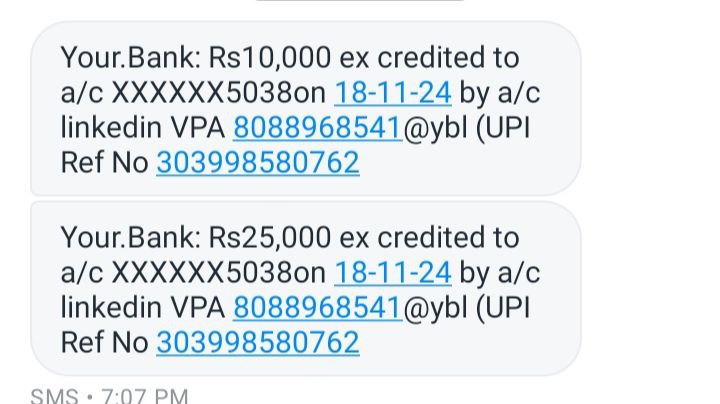 Your.Bank: Rs10,000 ex credited to
a/c XXXXXX5038on 18-11-24 by a/c
linkedin VPA 8088968541@ybl (UPI
Ref No 303998580762
Your.Bank: Rs25,000 ex credited to
a/c XXXXXX5038on 18-11-24 by a/c
linkedin VPA 8088968541@ybl (UPI
Ref No 303998580762
SMS • 7:07 PM